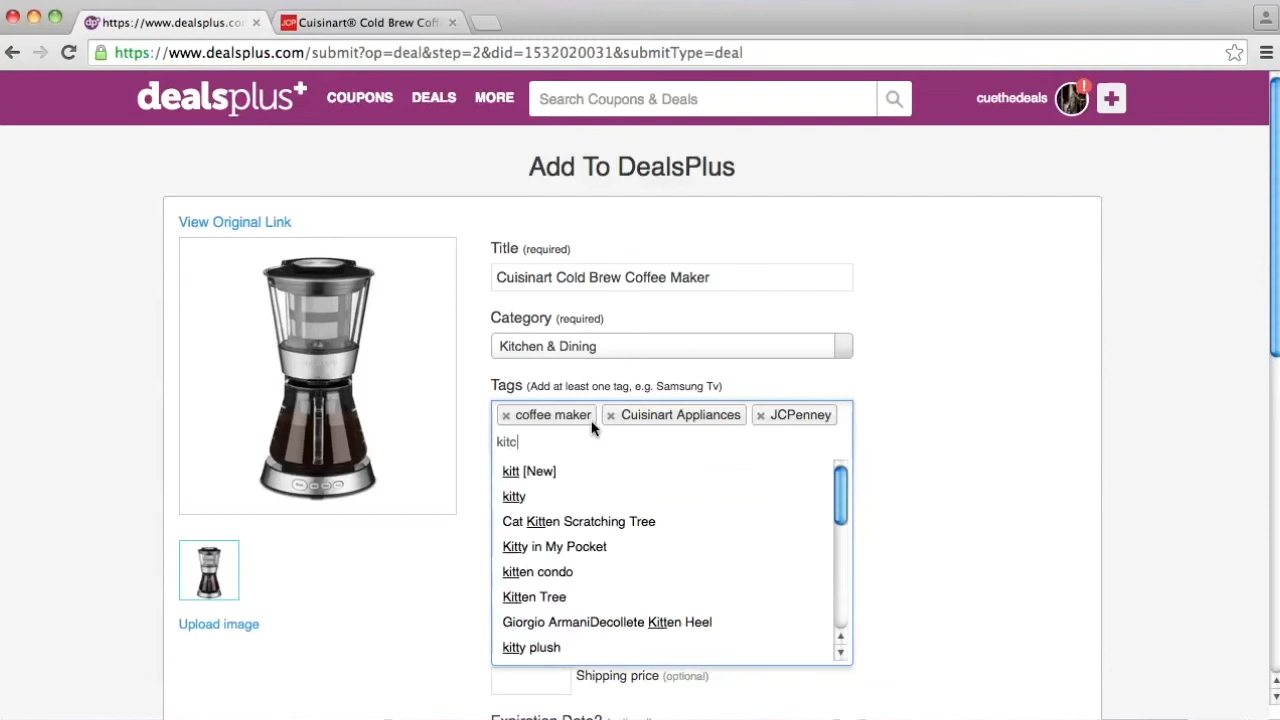 https://www.dealsplus.com/
JCP Cuisinart® Cold Brew Coff
https://www.dealsplus.com/submit?op=deal&step=2&did=1532020031&submitType=deal
dealsplus+ COUPONS DEALS MORE Search Coupons & Deals cuethedeals !
Add To DealsPlus
View Original Link
Title (required)
Cuisinart Cold Brew Coffee Maker
Category (required)
Kitchen & Dining
Tags (Add at least one tag, e.g. Samsung Tv)
× coffee maker × Cuisinart Appliances × JCPenney
kitc
kitt [New]
kitty
Cat Kitten Scratching Tree
Kitty in My Pocket
kitten condo
Kitten Tree
Giorgio ArmaniDecollete Kitten Heel
kitty plush
Upload image
Shipping price (optional)
Expiration Date?